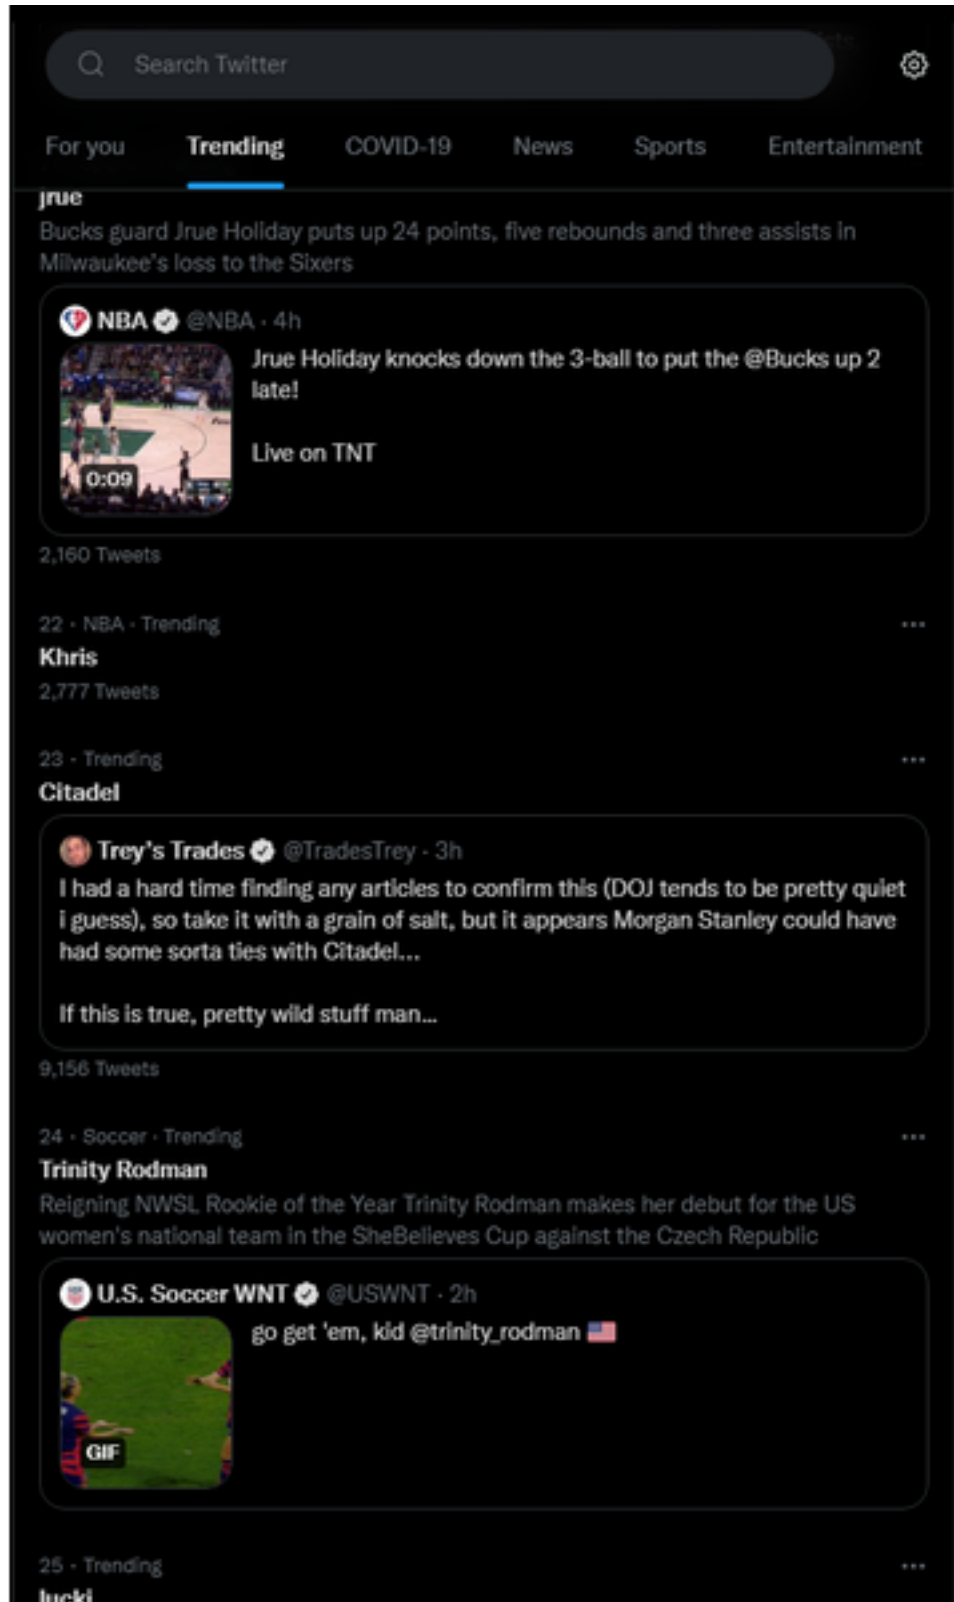 Search Twitter
For you Trending COVID-19 News Sports Entertainment
jrue
Bucks guard Jrue Holiday puts up 24 points, five rebounds and three assists in
Milwaukee's loss to the Sixers
NBA @NBA · 4h
Jrue Holiday knocks down the 3-ball to put the @Bucks up 2
late!
Live on TNT
0:09
2,160 Tweets
22 · NBA · Trending
Khris
2,777 Tweets
23 · Trending
Citadel
Trey's Trades @TradesTrey · 3h
I had a hard time finding any articles to confirm this (DOJ tends to be pretty quiet
i guess), so take it with a grain of salt, but it appears Morgan Stanley could have
had some sorta ties with Citadel...
If this is true, pretty wild stuff man...
9,156 Tweets
24 · Soccer · Trending
Trinity Rodman
Reigning NWSL Rookie of the Year Trinity Rodman makes her debut for the US
women's national team in the SheBelieves Cup against the Czech Republic
U.S. Soccer WNT @USWNT · 2h
go get 'em, kid @trinity_rodman 🇺🇸
GIF
25 · Trending